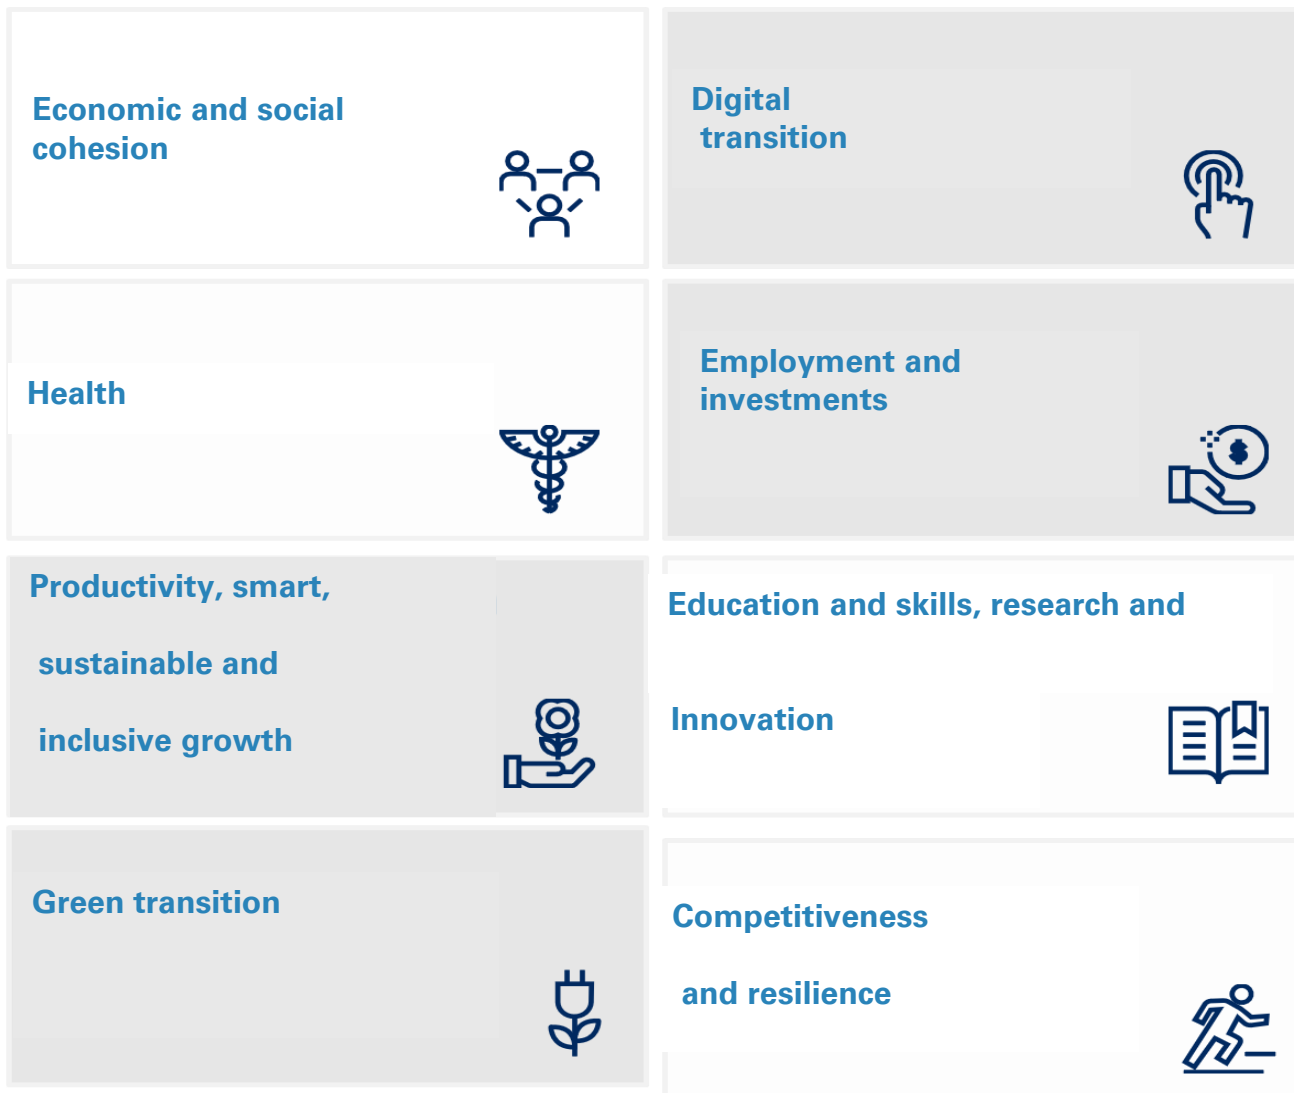 Economic and social
cohesion
Digital
transition
Health
Employment and
investments
$
Productivity, smart,
sustainable and
inclusive growth
Education and skills, research and
Innovation
Green transition
Competitiveness
and resilience